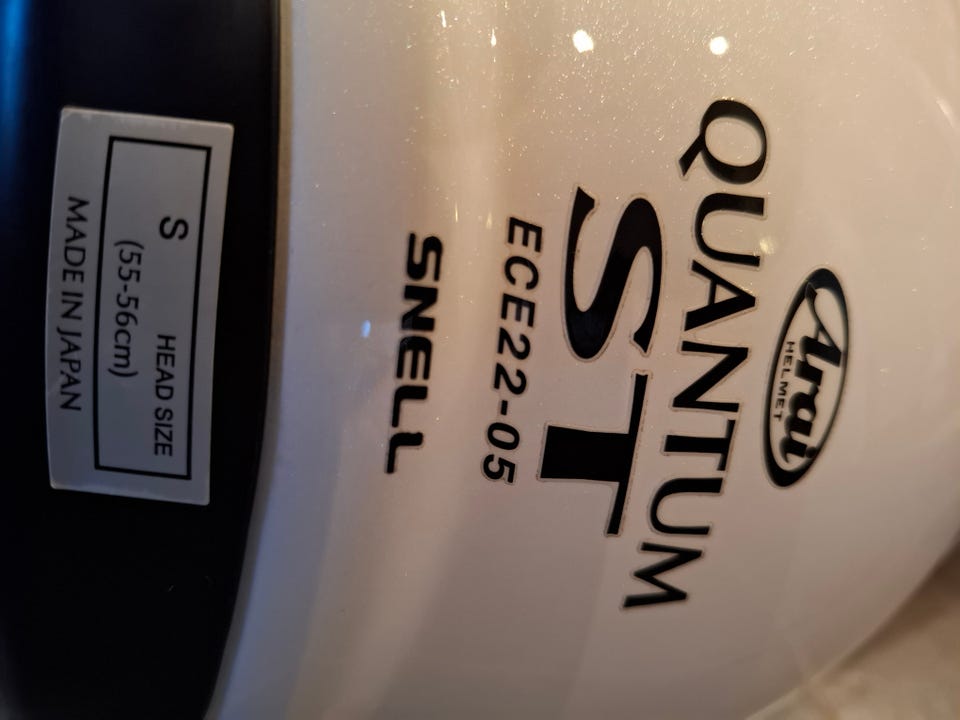 Arai
HELMET
QUANTUM
ST
ECE22-05
SNELL
HEAD SIZE
S
(55-56cm)
MADE IN JAPAN